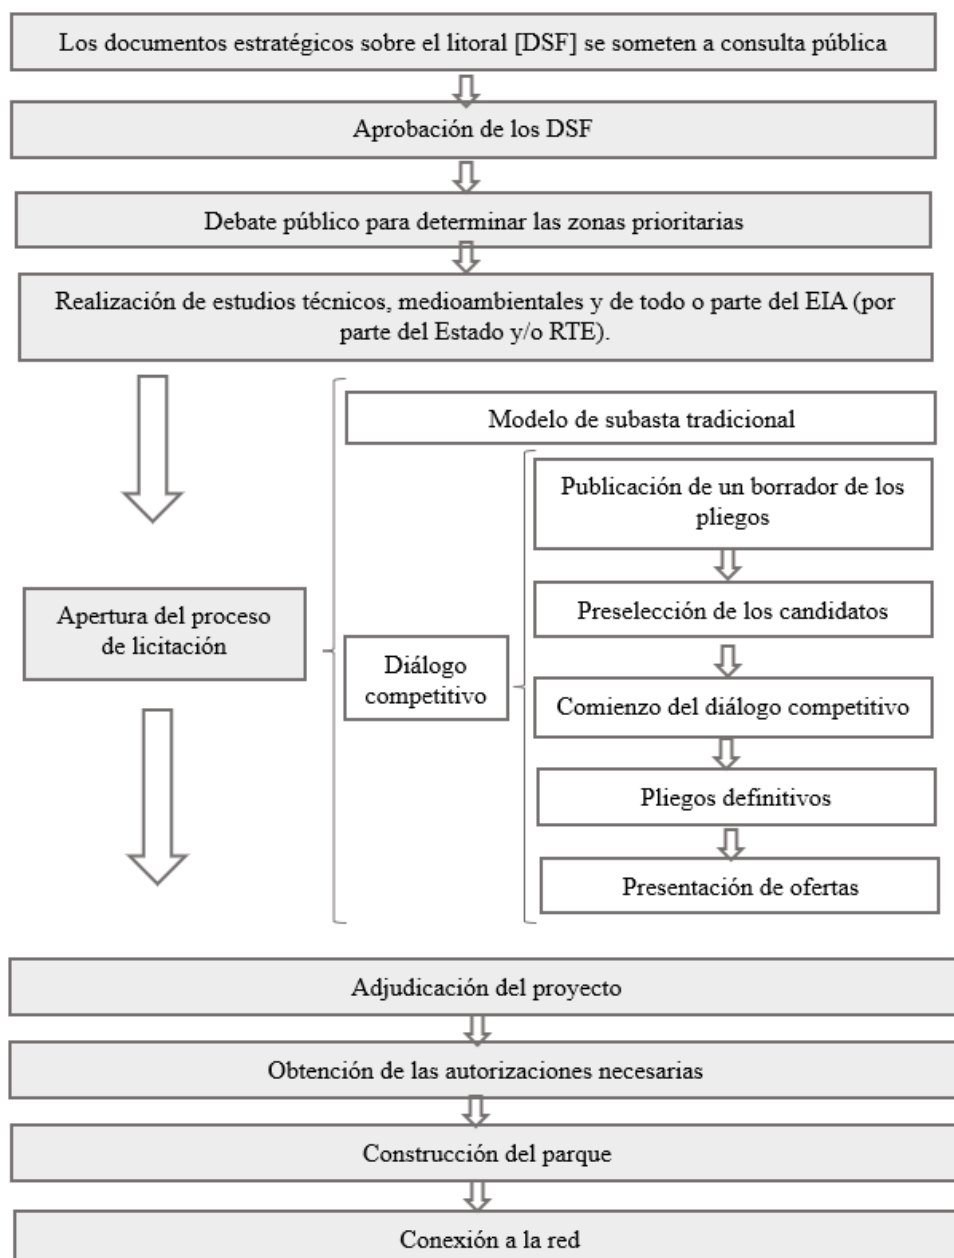 Los documentos estratégicos sobre el litoral [DSF] se someten a consulta pública
Aprobación de los DSF
Debate público para determinar las zonas prioritarias
Realización de estudios técnicos, medioambientales y de todo o parte del EIA (por
parte del Estado y/o RTE).
Modelo de subasta tradicional
Publicación de un borrador de los
pliegos
Apertura del proceso
de licitación
Preselección de los candidatos
Diálogo
competitivo
Comienzo del diálogo competitivo
Pliegos definitivos
Presentación de ofertas
Adjudicación del proyecto
Obtención de las autorizaciones necesarias
Construcción del parque
Conexión a la red